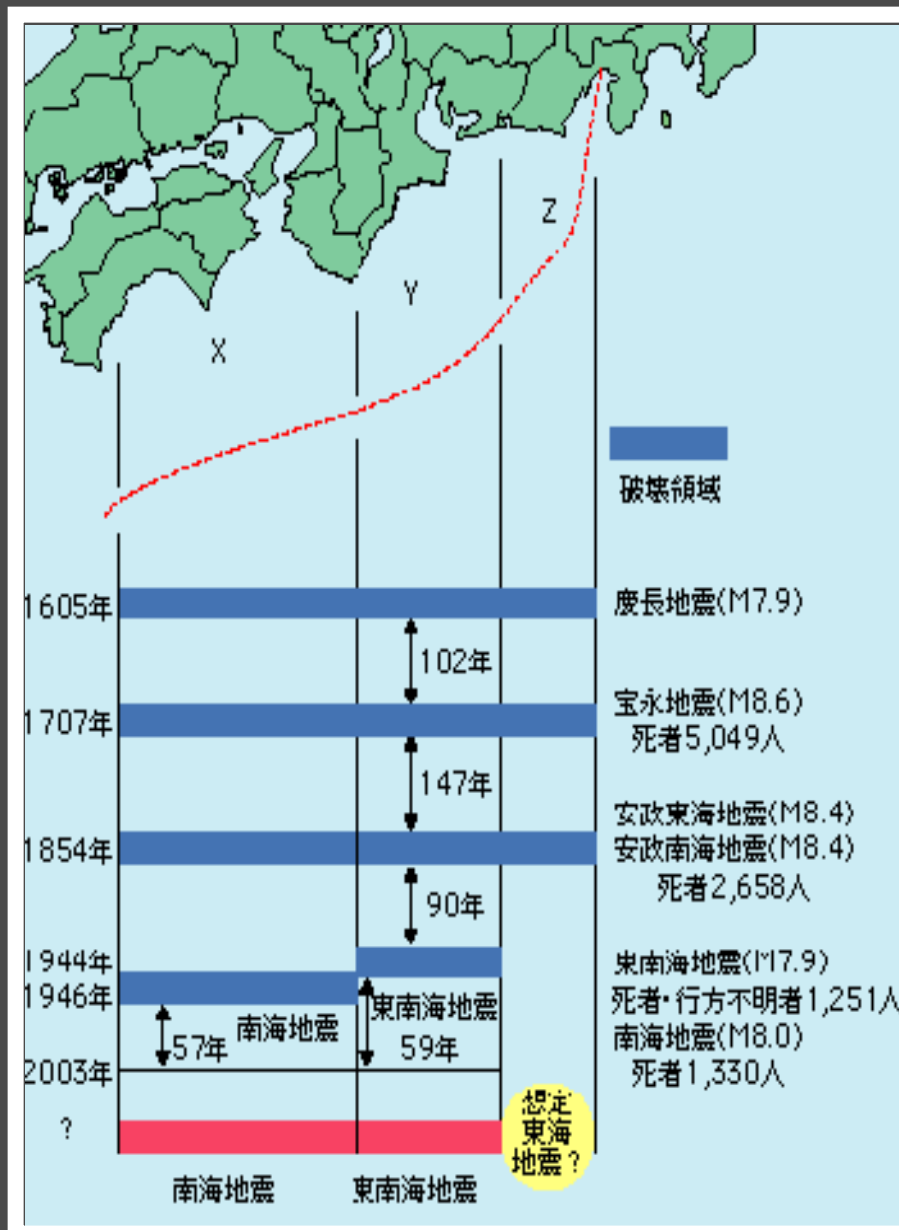 Z
Y
X
破壊領域
1605年
慶長地震(M7.9)
102年
1707年
宝永地震(M8.6)
死者5,049人
147年
1854年
安政東海地震(M8.4)
安政南海地震(M8.4)
死者2,658人
90年
1944年
1946年
東南海地震(M7.9)
死者・行方不明者1,251人
南海地震(M8.0)
死者1,330人
南海地震
東南海地震
57年
59年
2003年
?
想定
東海
地震?
南海地震
東南海地震